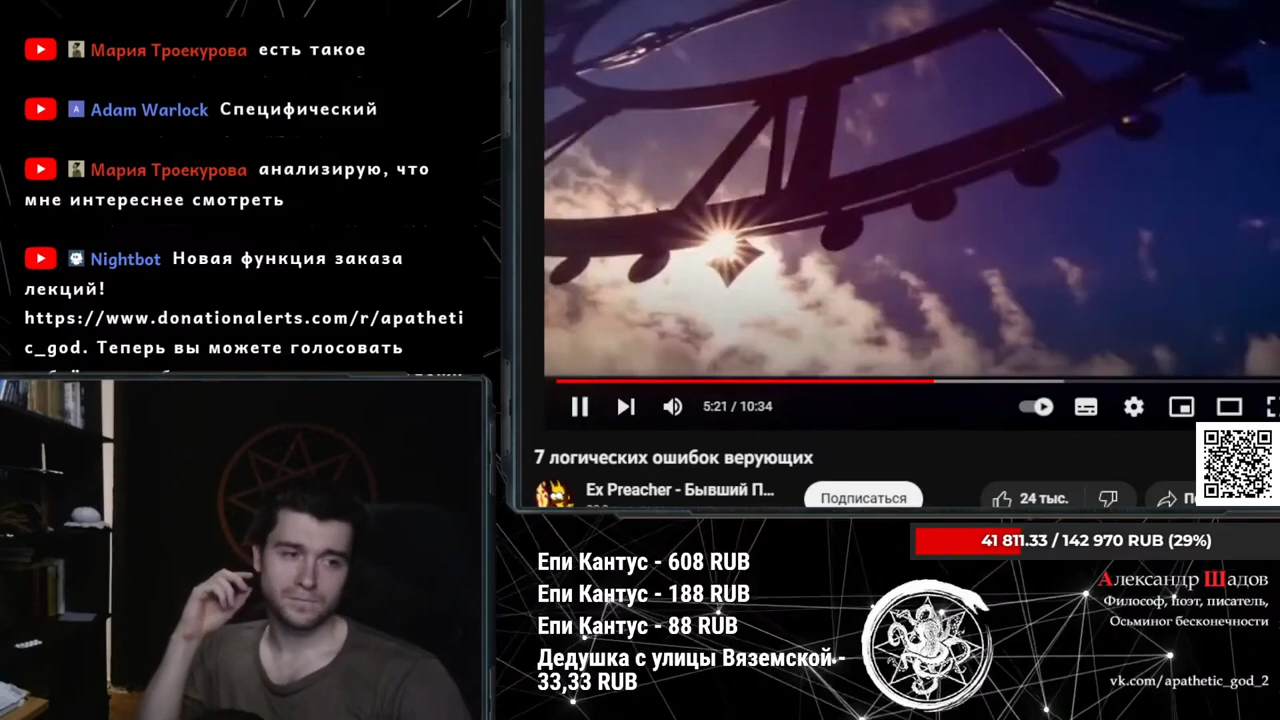 Мария Троекурова есть такое
Adam Warlock Специфический
Мария Троекурова анализирую, что
мне интереснее смотреть
Nightbot Новая функция заказа
лекций!
https://www.donationalerts.com/r/apatheti
c_god. Теперь вы можете голосовать
5:21 / 10:34
7 логических ошибок верующих
Ex Preacher - Бывший П...
Подписаться
24 тыс.
41 811.33 / 142 970 RUB (29%)
Епи Кантус - 608 RUB
Епи Кантус - 188 RUB
Епи Кантус - 88 RUB
Дедушка с улицы Вяземской -
33,33 RUB
Александр Шадов
Философ, поэт, писатель,
Осьминог бесконечности
vk.com/apathetic_god_2